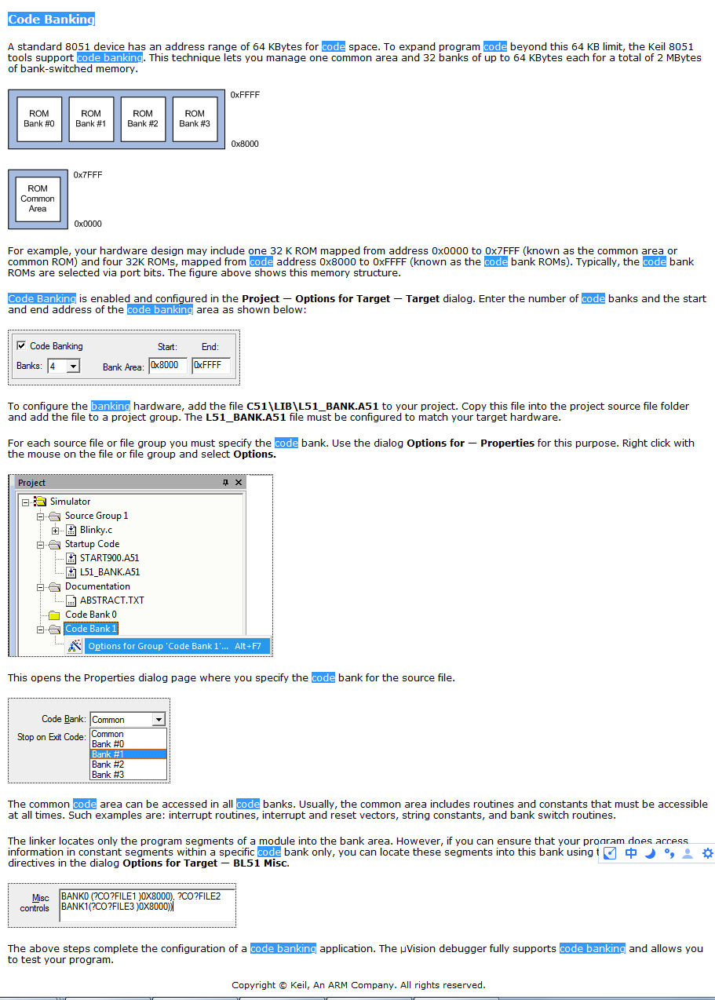 Code Banking
A standard 8051 device has an address range of 64 KBytes for code space. To expand program code beyond this 64 KB limit, the Keil 8051
tools support code banking. This technique lets you manage one common area and 32 banks of up to 64 KBytes each for a total of 2 MBytes
of bank-switched memory.
0xFFFF
ROM ROM ROM ROM
Bank #0 Bank #1 Bank #2 Bank #3
0x8000
0x7FFF
ROM
Common
Area
0x0000
For example, your hardware design may include one 32 K ROM mapped from address 0x0000 to 0x7FFF (known as the common area or
common ROM) and four 32K ROMs, mapped from code address 0x8000 to 0xFFFF (known as the code bank ROMs). Typically, the code bank
ROMs are selected via port bits. The figure above shows this memory structure.
Code Banking is enabled and configured in the Project — Options for Target — Target dialog. Enter the number of code banks and the start
and end address of the code banking area as shown below:
Code Banking Start: End:
Banks: 4 Bank Area: 0x8000 0xFFFF
To configure the banking hardware, add the file C51\LIB\L51_BANK.A51 to your project. Copy this file into the project source file folder
and add the file to a project group. The L51_BANK.A51 file must be configured to match your target hardware.
For each source file or file group you must specify the code bank. Use the dialog Options for — Properties for this purpose. Right click with
the mouse on the file or file group and select Options.
Project
Simulator
Source Group 1
Blinky.c
Startup Code
START900.A51
L51_BANK.A51
Documentation
ABSTRACT.TXT
Code Bank 0
Code Bank 1
Options for Group 'Code Bank 1'... Alt+F7
This opens the Properties dialog page where you specify the code bank for the source file.
Code Bank: Common
Stop on Exit Code: Common
Bank #0
Bank #1
Bank #2
Bank #3
The common code area can be accessed in all code banks. Usually, the common area includes routines and constants that must be accessible
at all times. Such examples are: interrupt routines, interrupt and reset vectors, string constants, and bank switch routines.
The linker locates only the program segments of a module into the bank area. However, if you can ensure that your program does access
information in constant segments within a specific code bank only, you can locate these segments into this bank using
中
directives in the dialog Options for Target — BL51 Misc.
Misc BANK0 (?CO?FILE1 )0X8000), ?CO?FILE2
controls BANK1(?CO?FILE3 )0X8000))
The above steps complete the configuration of a code banking application. The µVision debugger fully supports code banking and allows you
to test your program.
Copyright © Keil, An ARM Company. All rights reserved.